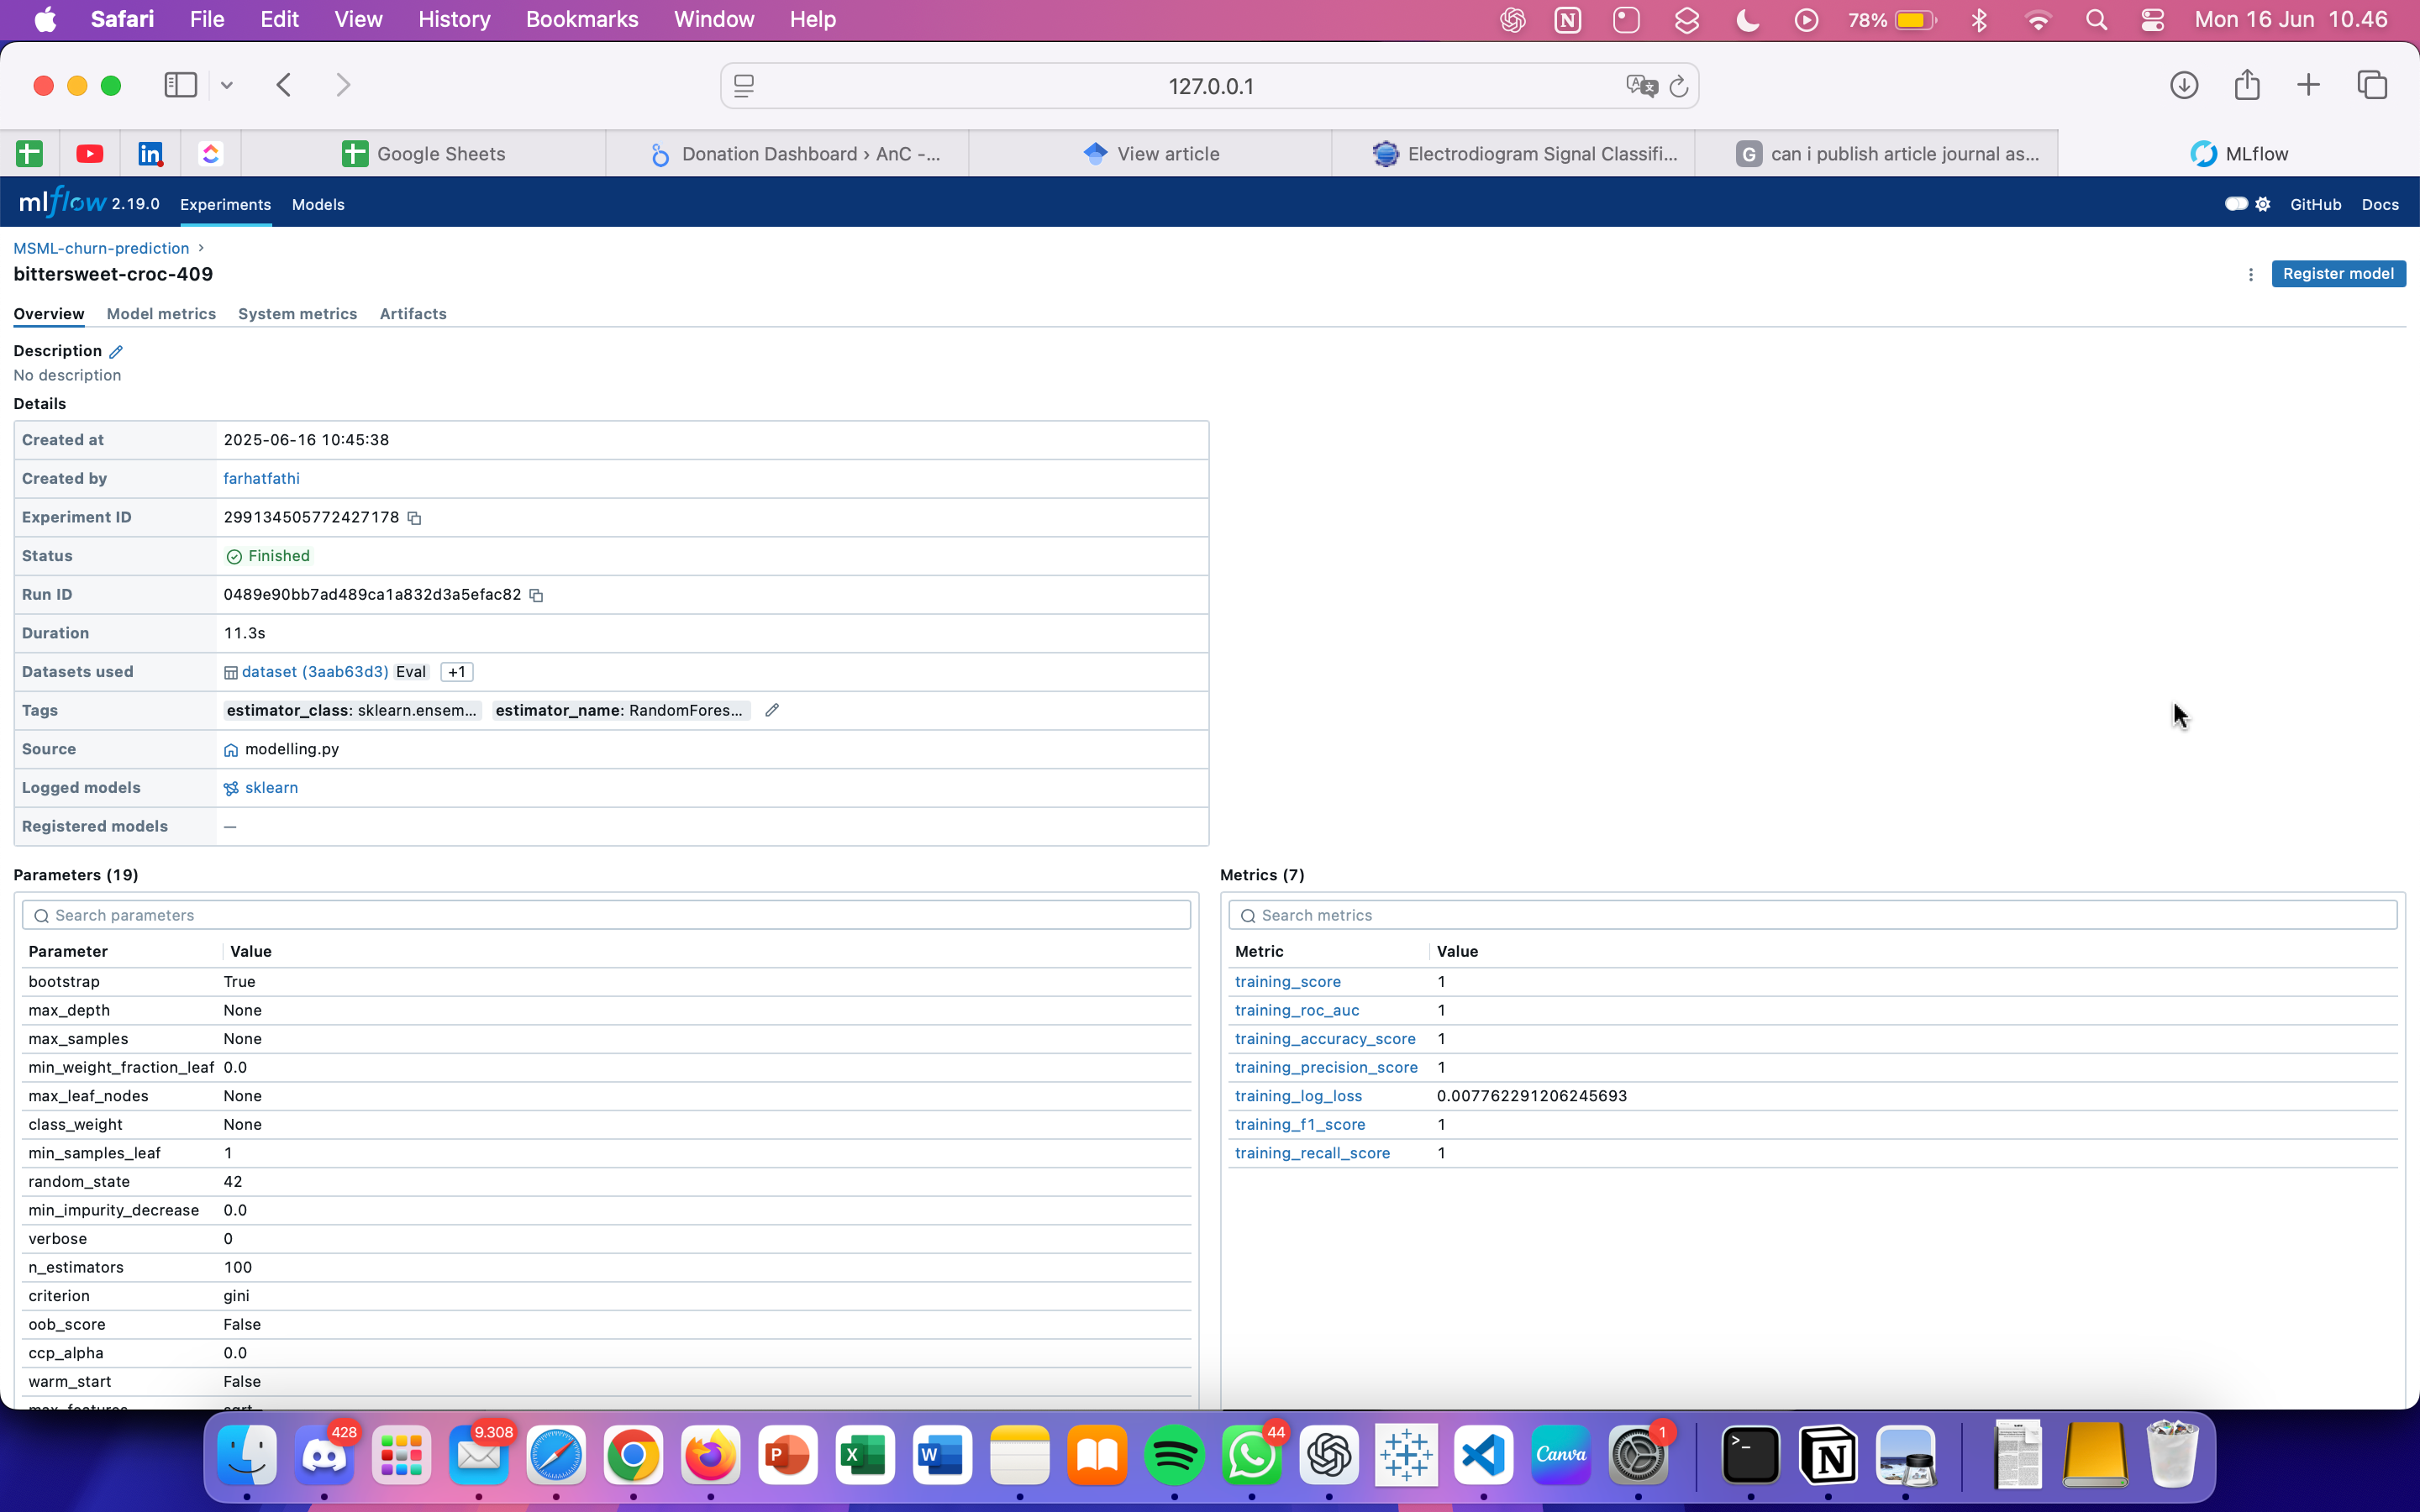 Safari File Edit View History Bookmarks Window Help 78% Mon 16 Jun 10.46
127.0.0.1
Google Sheets Donation Dashboard › AnC -... View article Electrodiogram Signal Classifi... G can i publish article journal as... MLflow
mlflow 2.19.0 Experiments Models GitHub Docs
MSML-churn-prediction ›
bittersweet-croc-409
Register model
Overview Model metrics System metrics Artifacts
Description
No description
Details
Created at 2025-06-16 10:45:38
Created by farhatfathi
Experiment ID 299134505772427178
Status Finished
Run ID 0489e90bb7ad489ca1a832d3a5efac82
Duration 11.3s
Datasets used dataset (3aab63d3) Eval +1
Tags estimator_class: sklearn.ensem... estimator_name: RandomFores...
Source modelling.py
Logged models sklearn
Registered models —
Parameters (19)
Search parameters
Parameter Value
bootstrap True
max_depth None
max_samples None
min_weight_fraction_leaf 0.0
max_leaf_nodes None
class_weight None
min_samples_leaf 1
random_state 42
min_impurity_decrease 0.0
verbose 0
n_estimators 100
criterion gini
oob_score False
ccp_alpha 0.0
warm_start False
max_features sqrt
Metrics (7)
Search metrics
Metric Value
training_score 1
training_roc_auc 1
training_accuracy_score 1
training_precision_score 1
training_log_loss 0.007762291206245693
training_f1_score 1
training_recall_score 1
428 9.308 44 1
P X W Canva >_ N